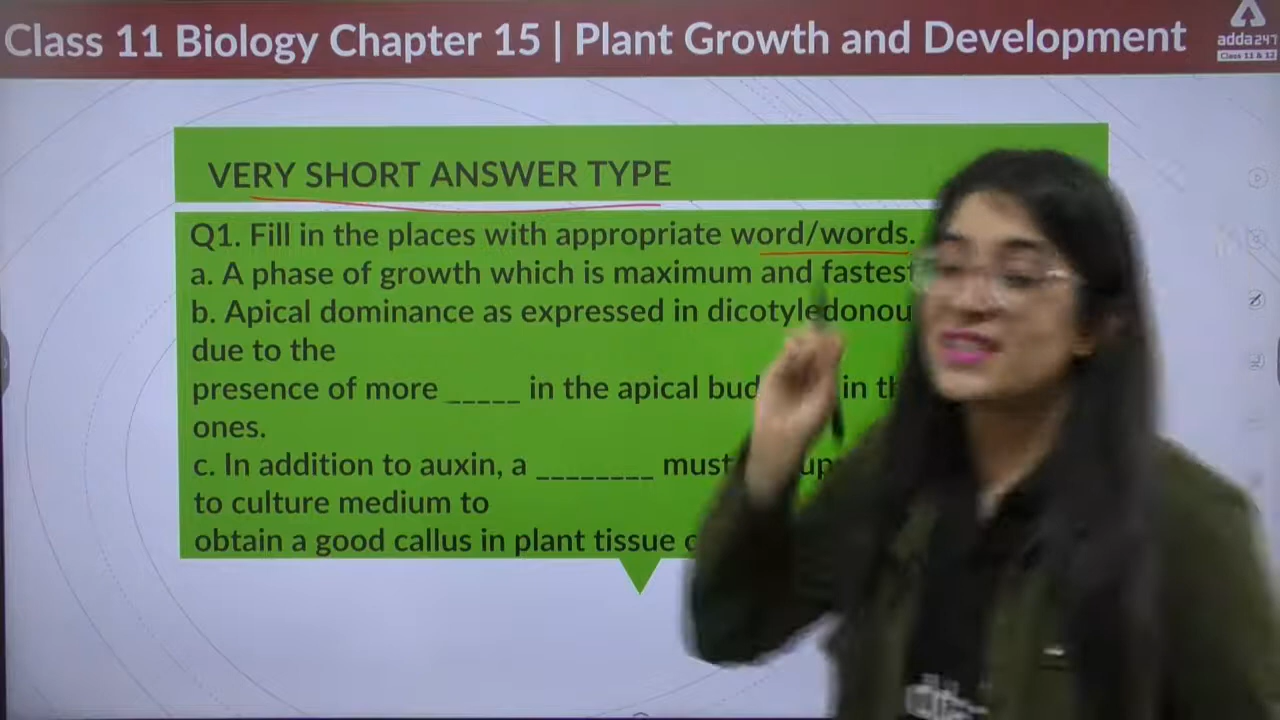 Class 11 Biology Chapter 15 | Plant Growth and Development
adda247
Class 11 & 12
VERY SHORT ANSWER TYPE
Q1. Fill in the places with appropriate word/words.
a. A phase of growth which is maximum and fastest
b. Apical dominance as expressed in
due to the
presence of more _____ in the apical bud in
ones.
c. In addition to auxin, a ________ must
to culture medium to
obtain a good callus in plant tissue